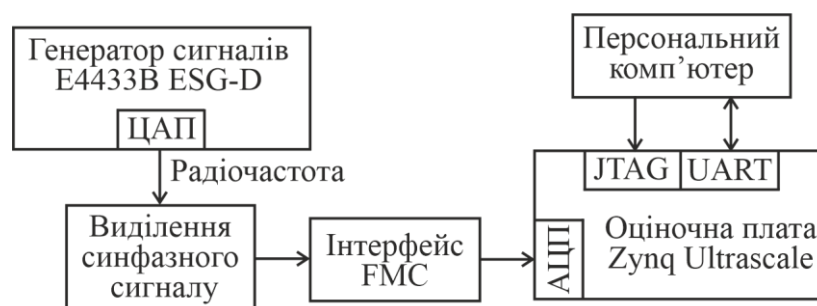 Генератор сигналів
E4433B ESG-D
ЦАП
Радіочастота
Виділення
синфазного
сигналу
Інтерфейс
FMC
Персональний
комп’ютер
JTAG
UART
АЦП
Оціночна плата
Zynq Ultrascale